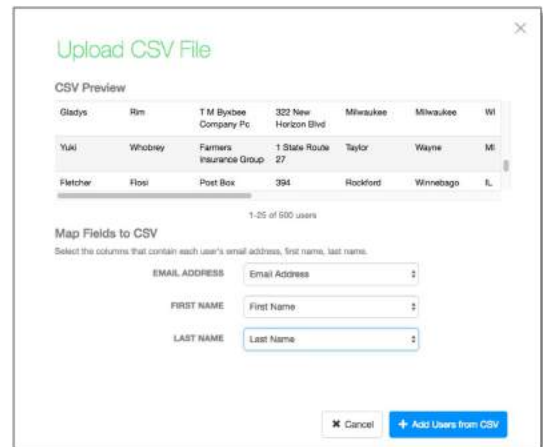 ×
Upload CSV File
CSV Preview
Gladys Rim T M Byxbee 322 New Milwaukee Milwaukee WI
Company Pc Horizon Blvd
Yuki Whobrey Farmers 1 State Route Taylor Wayne MI
Insurance Group 27
Fletcher Flosi Post Box 394 Rockford Winnebago IL
1-25 of 500 users
Map Fields to CSV
Select the columns that contain each user's email address, first name, last name.
EMAIL ADDRESS Email Address
FIRST NAME First Name
LAST NAME Last Name
✖ Cancel + Add Users from CSV